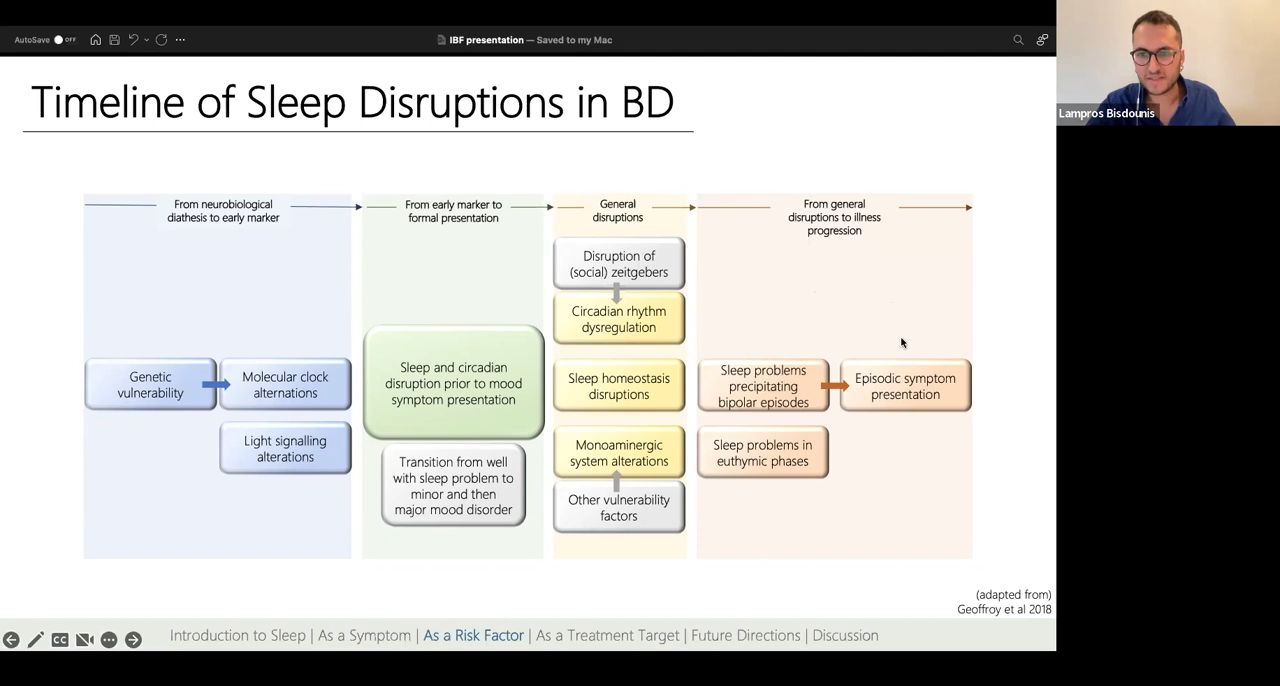 AutoSave OFF
IBF presentation — Saved to my Mac
Lampros Bisdounis
Timeline of Sleep Disruptions in BD
From neurobiological
diathesis to early marker
From early marker to
formal presentation
General
disruptions
From general
disruptions to illness
progression
Genetic
vulnerability
Molecular clock
alternations
Light signalling
alterations
Sleep and circadian
disruption prior to mood
symptom presentation
Transition from well
with sleep problem to
minor and then
major mood disorder
Disruption of
(social) zeitgebers
Circadian rhythm
dysregulation
Sleep homeostasis
disruptions
Monoaminergic
system alterations
Other vulnerability
factors
Sleep problems
precipitating
bipolar episodes
Episodic symptom
presentation
Sleep problems in
euthymic phases
(adapted from)
Geoffroy et al 2018
CC
Introduction to Sleep | As a Symptom | As a Risk Factor | As a Treatment Target | Future Directions | Discussion